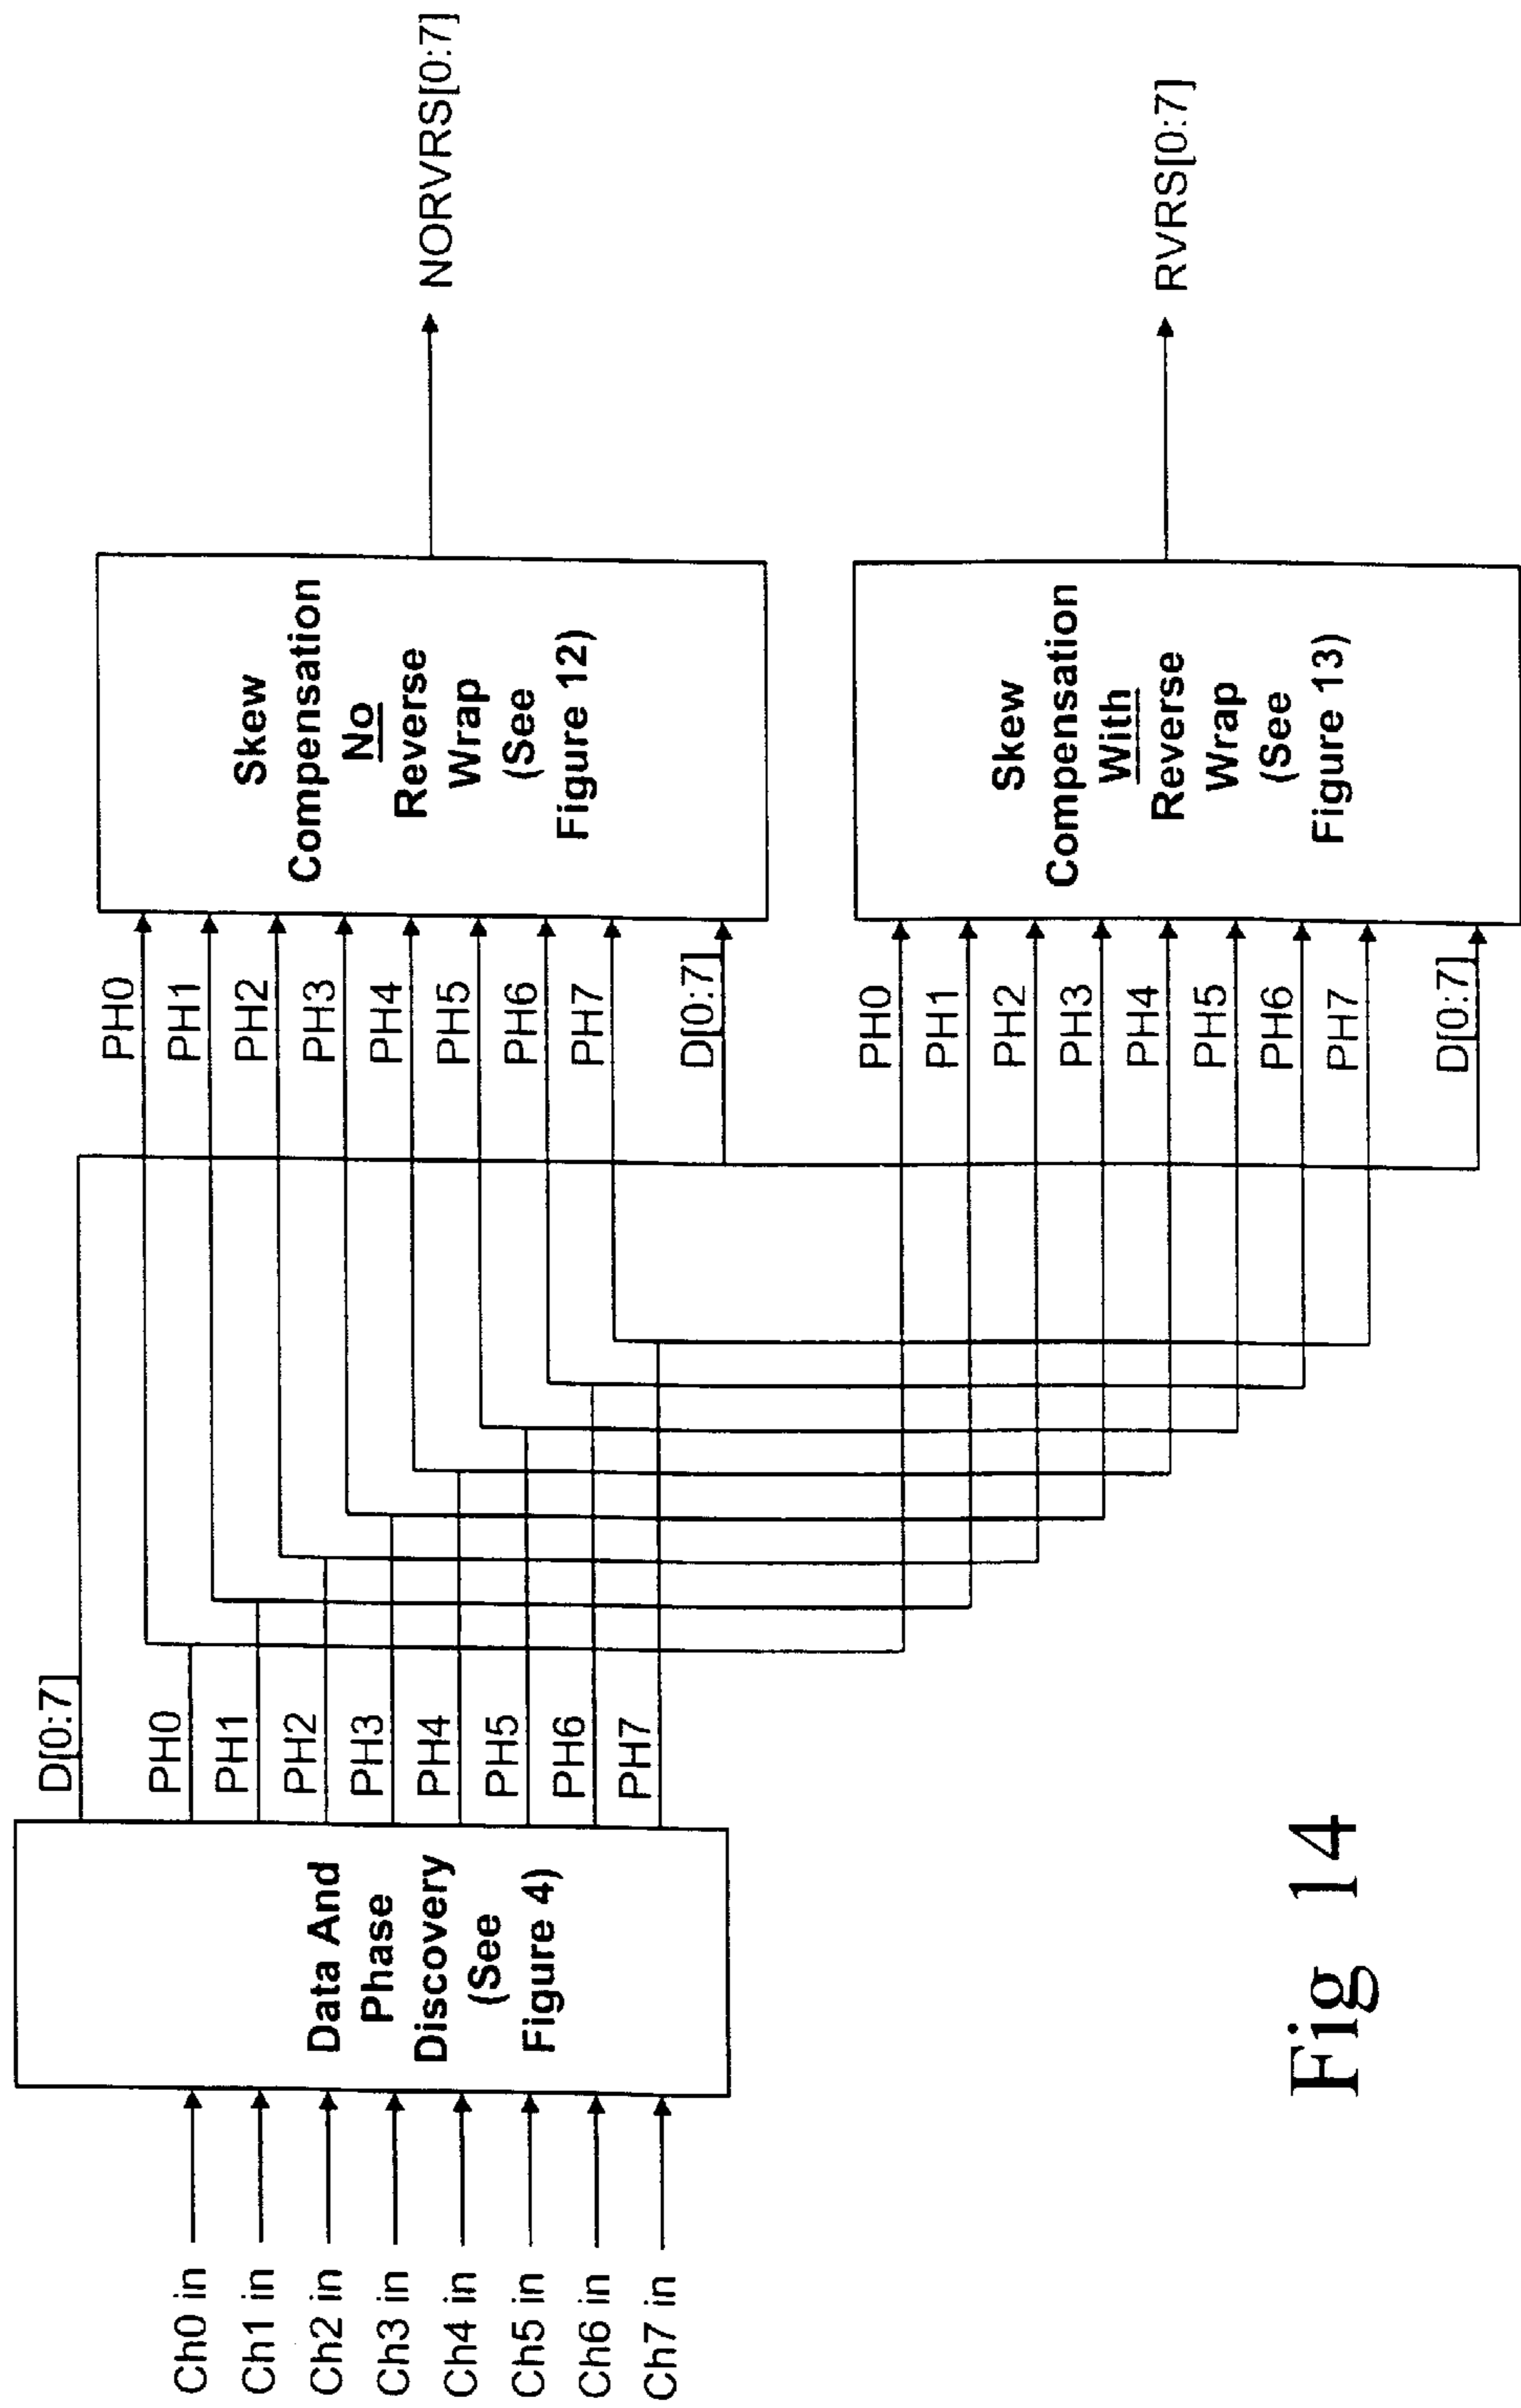 Ch0 in
Ch1 in
Ch2 in
Ch3 in
Ch4 in
Ch5 in
Ch6 in
Ch7 in
Data And
Phase
Discovery
(See
Figure 4)
D[0:7]
PH0
PH1
PH2
PH3
PH4
PH5
PH6
PH7
PH0
PH1
PH2
PH3
PH4
PH5
PH6
PH7
D[0:7]
Skew
Compensation
No
Reverse
Wrap
(See
Figure 12)
NORVRS[0:7]
PH0
PH1
PH2
PH3
PH4
PH5
PH6
PH7
D[0:7]
Skew
Compensation
With
Reverse
Wrap
(See
Figure 13)
RVRS[0:7]
Fig 14